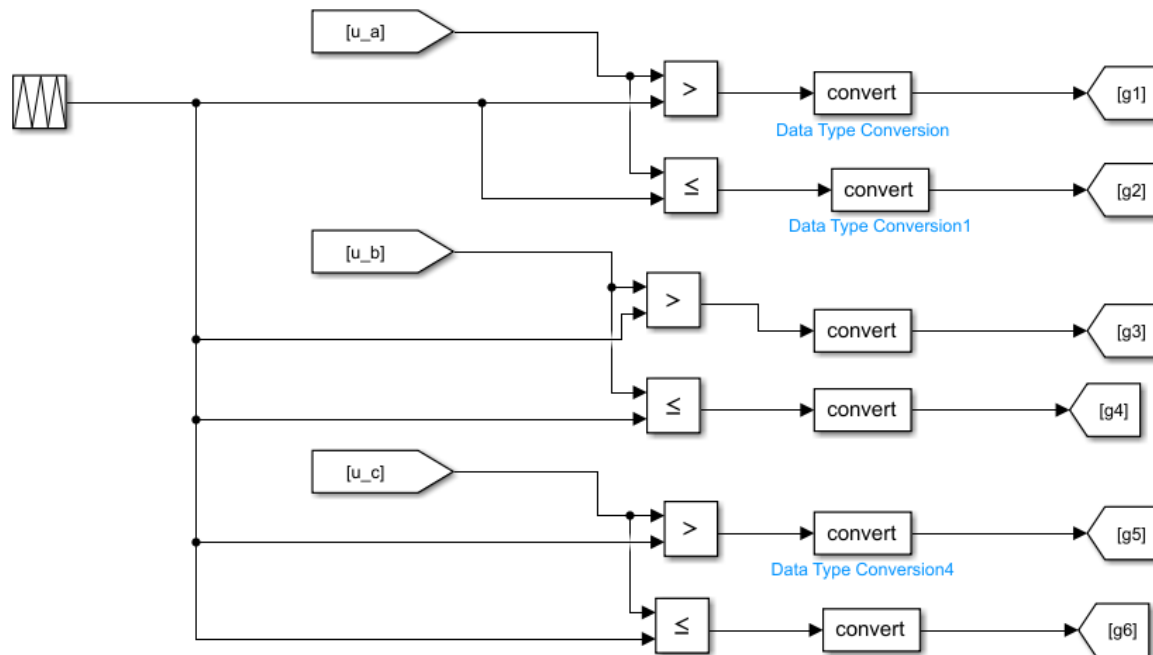 [u_a]
>
convert
[g1]
Data Type Conversion
≤
convert
[g2]
Data Type Conversion1
[u_b]
>
convert
[g3]
≤
convert
[g4]
[u_c]
>
convert
[g5]
Data Type Conversion4
≤
convert
[g6]